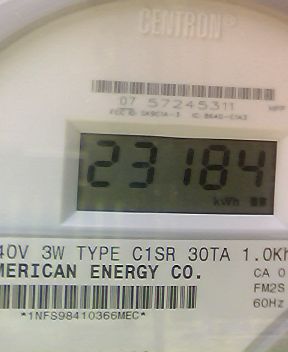 CENTRON®
07 57245311
23184
kWh
40V 3W TYPE C1SR 30TA 1.0Kh
MERICAN ENERGY CO.
CA 0
FM2S
60Hz
*1NFS98410366MEC*